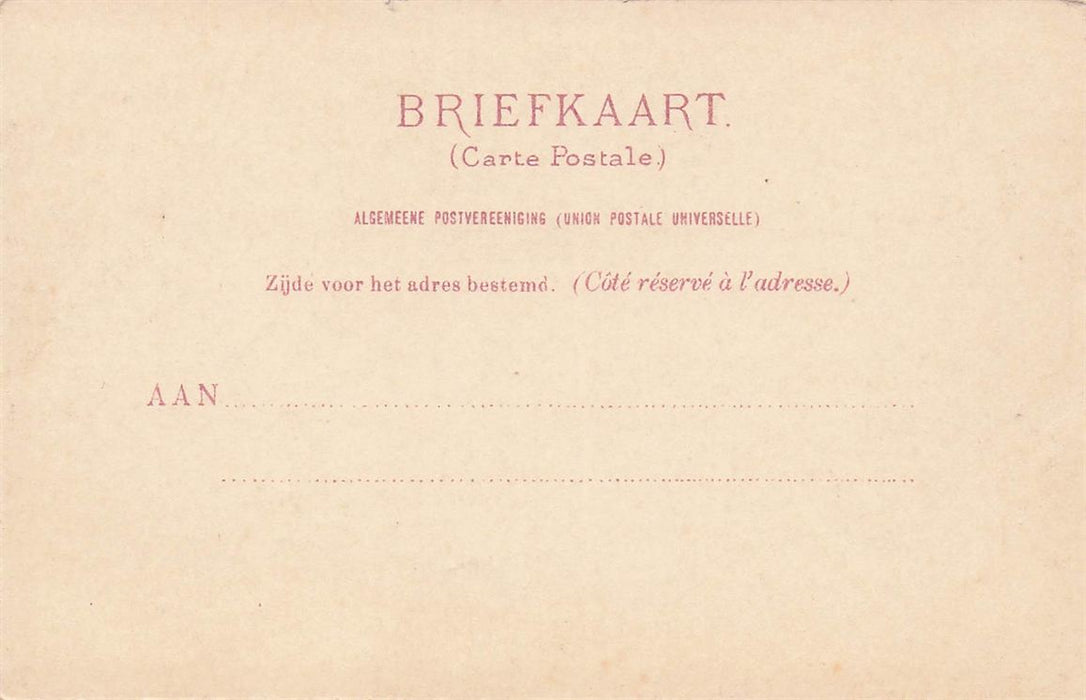 BRIEFKAART.
(Carte Postale.)
ALGEMEENE POSTVEREENIGING (UNION POSTALE UNIVERSELLE)
Zijde voor het adres bestemd. (Côté réservé à l'adresse.)
AAN